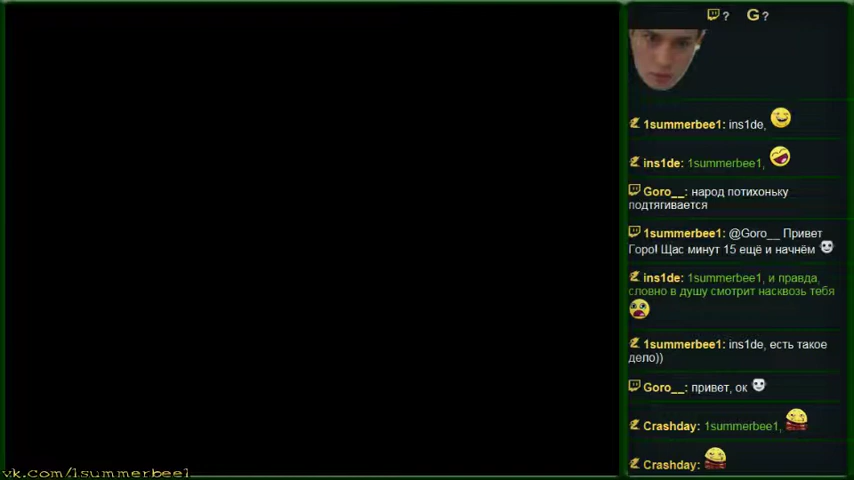 ? G ?
1summerbee1: ins1de,
ins1de: 1summerbee1,
Goro__: народ потихоньку
подтягивается
1summerbee1: @Goro__ Привет
Горо! Щас минут 15 ещё и начнём
ins1de: 1summerbee1, и правда,
словно в душу смотрит насквозь тебя
1summerbee1: ins1de, есть такое
дело))
Goro__: привет, ок
Crashday: 1summerbee1,
Crashday:
vk.com/1summerbee1